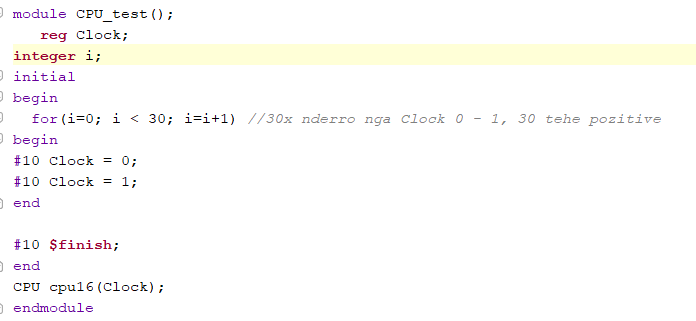 module CPU_test();
reg Clock;
integer i;
initial
begin
for(i=0; i < 30; i=i+1) //30x nderro nga Clock 0 - 1, 30 tehe pozitive
begin
#10 Clock = 0;
#10 Clock = 1;
end
#10 $finish;
end
CPU cpu16(Clock);
endmodule